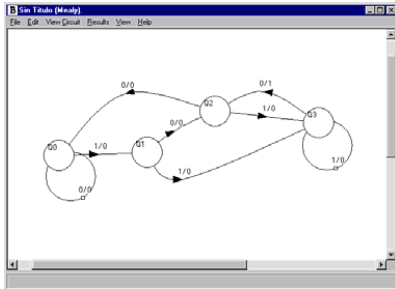 B Sin Titulo (Mealy).
File Edit View Circuit Results View Help
0/0
0/1
Q2
1/0
Q3
0/0
Q1
Q0
1/0
1/0
1/0
0/0